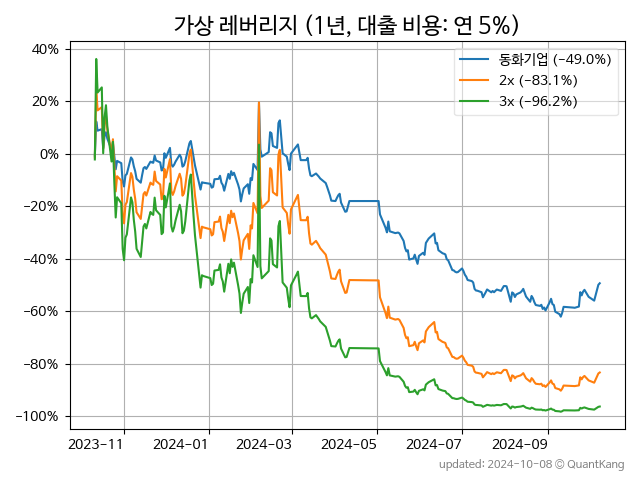 가상 레버리지 (1년, 대출 비용: 연 5%)
동화기업 (-49.0%)
2x (-83.1%)
3x (-96.2%)
40%
20%
0%
−20%
−40%
−60%
−80%
−100%
2023-11
2024-01
2024-03
2024-05
2024-07
2024-09
updated: 2024-10-08 © QuantKang